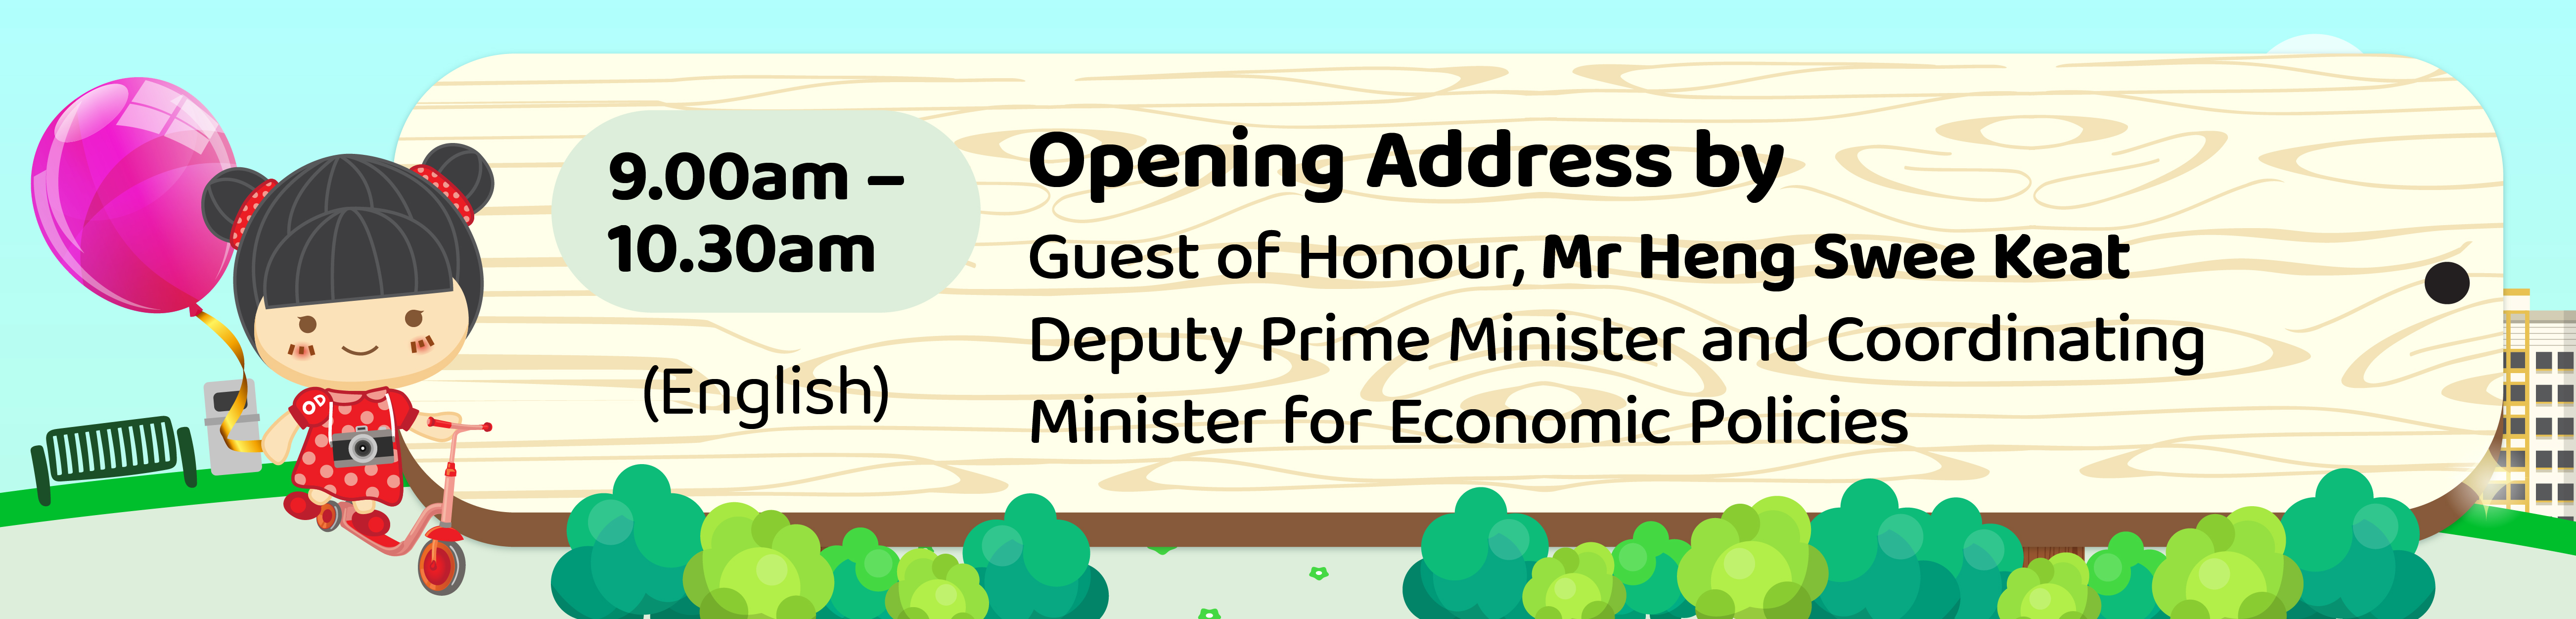 9.00am –
10.30am
(English)
Opening Address by
Guest of Honour, Mr Heng Swee Keat
Deputy Prime Minister and Coordinating
Minister for Economic Policies
OD